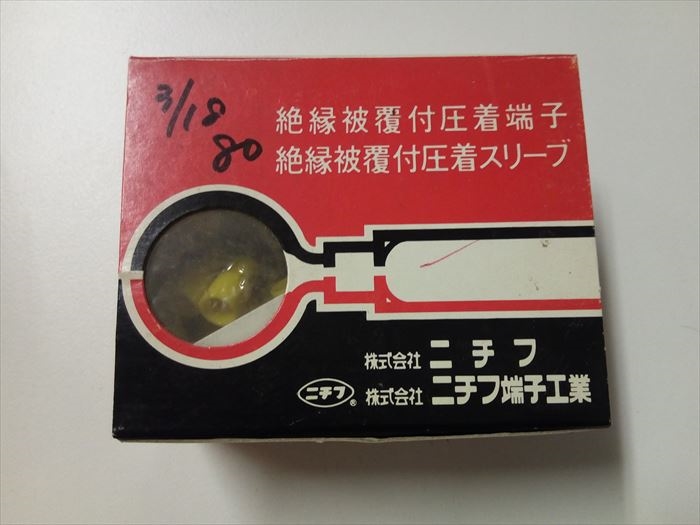 3/18
80
絶縁被覆付圧着端子
絶縁被覆付圧着スリーブ
株式会社 ニチフ
ニチフ ® 株式会社 ニチフ端子工業